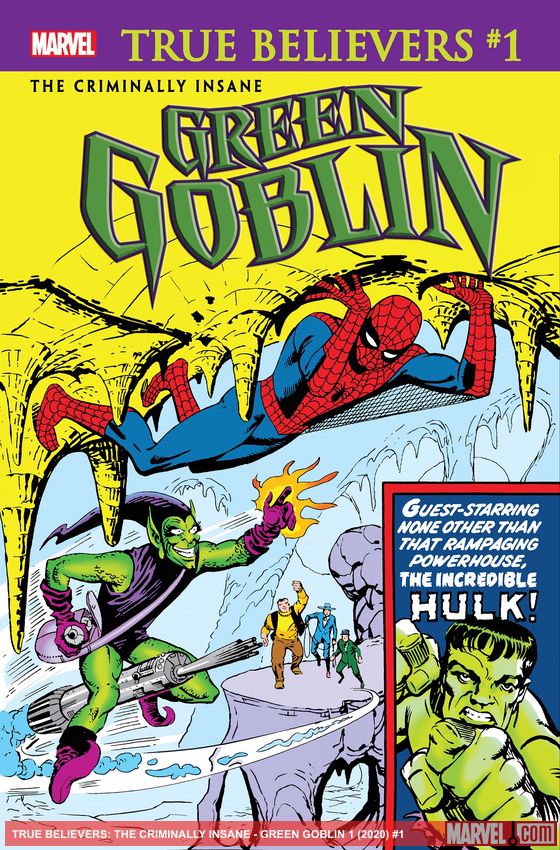 MARVEL TRUE BELIEVERS #1
THE CRIMINALLY INSANE
GREEN
GOBLIN
GUEST-STARRING
NONE OTHER THAN
THAT RAMPAGING
POWERHOUSE,
THE INCREDIBLE
HULK!
TRUE BELIEVERS: THE CRIMINALLY INSANE - GREEN GOBLIN 1 (2020) #1
MARVEL.com